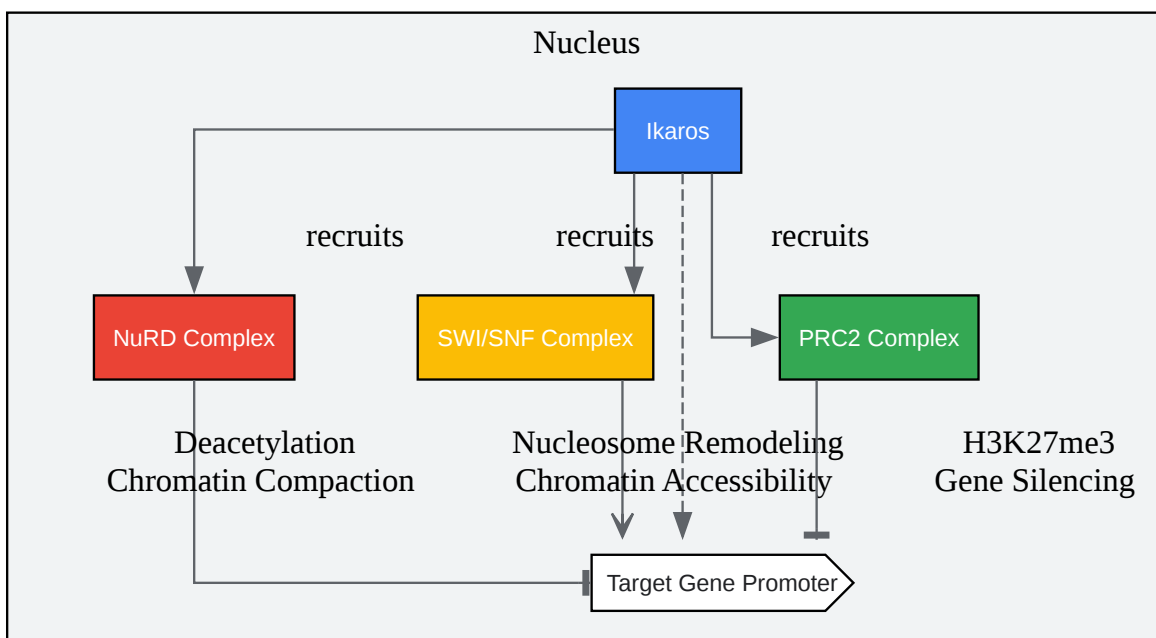 Nucleus
Ikaros
recruits
recruits
recruits
NuRD Complex
SWI/SNF Complex
PRC2 Complex
Deacetylation
Chromatin Compaction
Nucleosome Remodeling
Chromatin Accessibility
H3K27me3
Gene Silencing
Target Gene Promoter